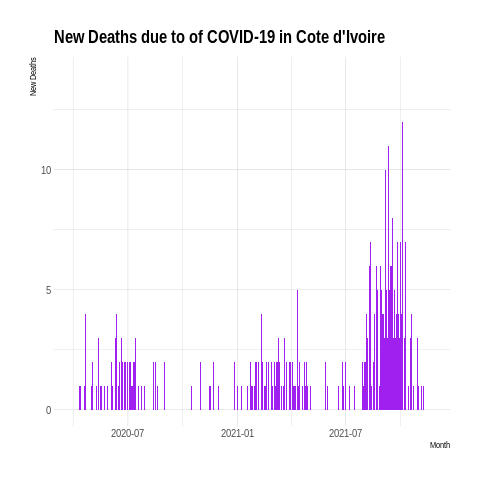 New Deaths due to of COVID-19 in Cote d'Ivoire
New Deaths
10
5
0
2020-07
2021-01
2021-07
Month